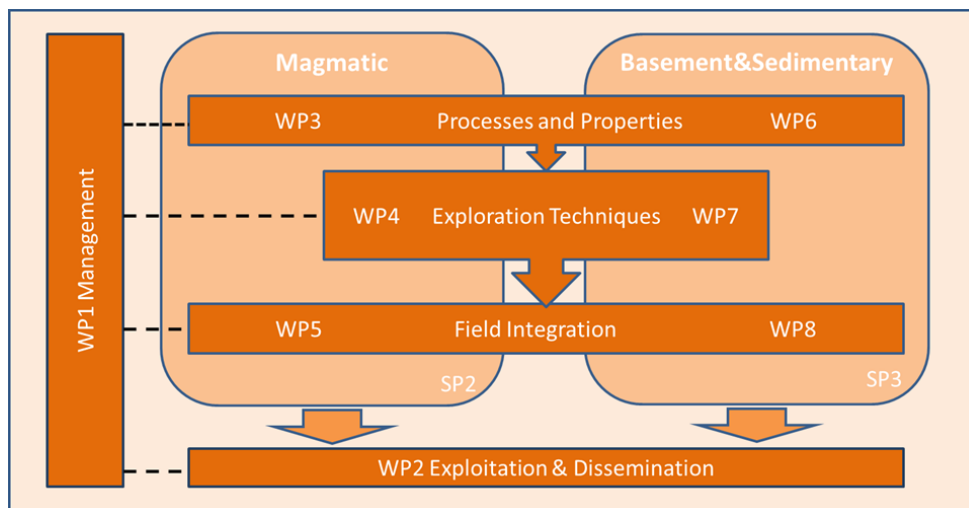 WP1 Management
Magmatic
Basement&Sedimentary
WP3 Processes and Properties WP6
WP4 Exploration Techniques WP7
WP5 Field Integration WP8
SP2
SP3
WP2 Exploitation & Dissemination